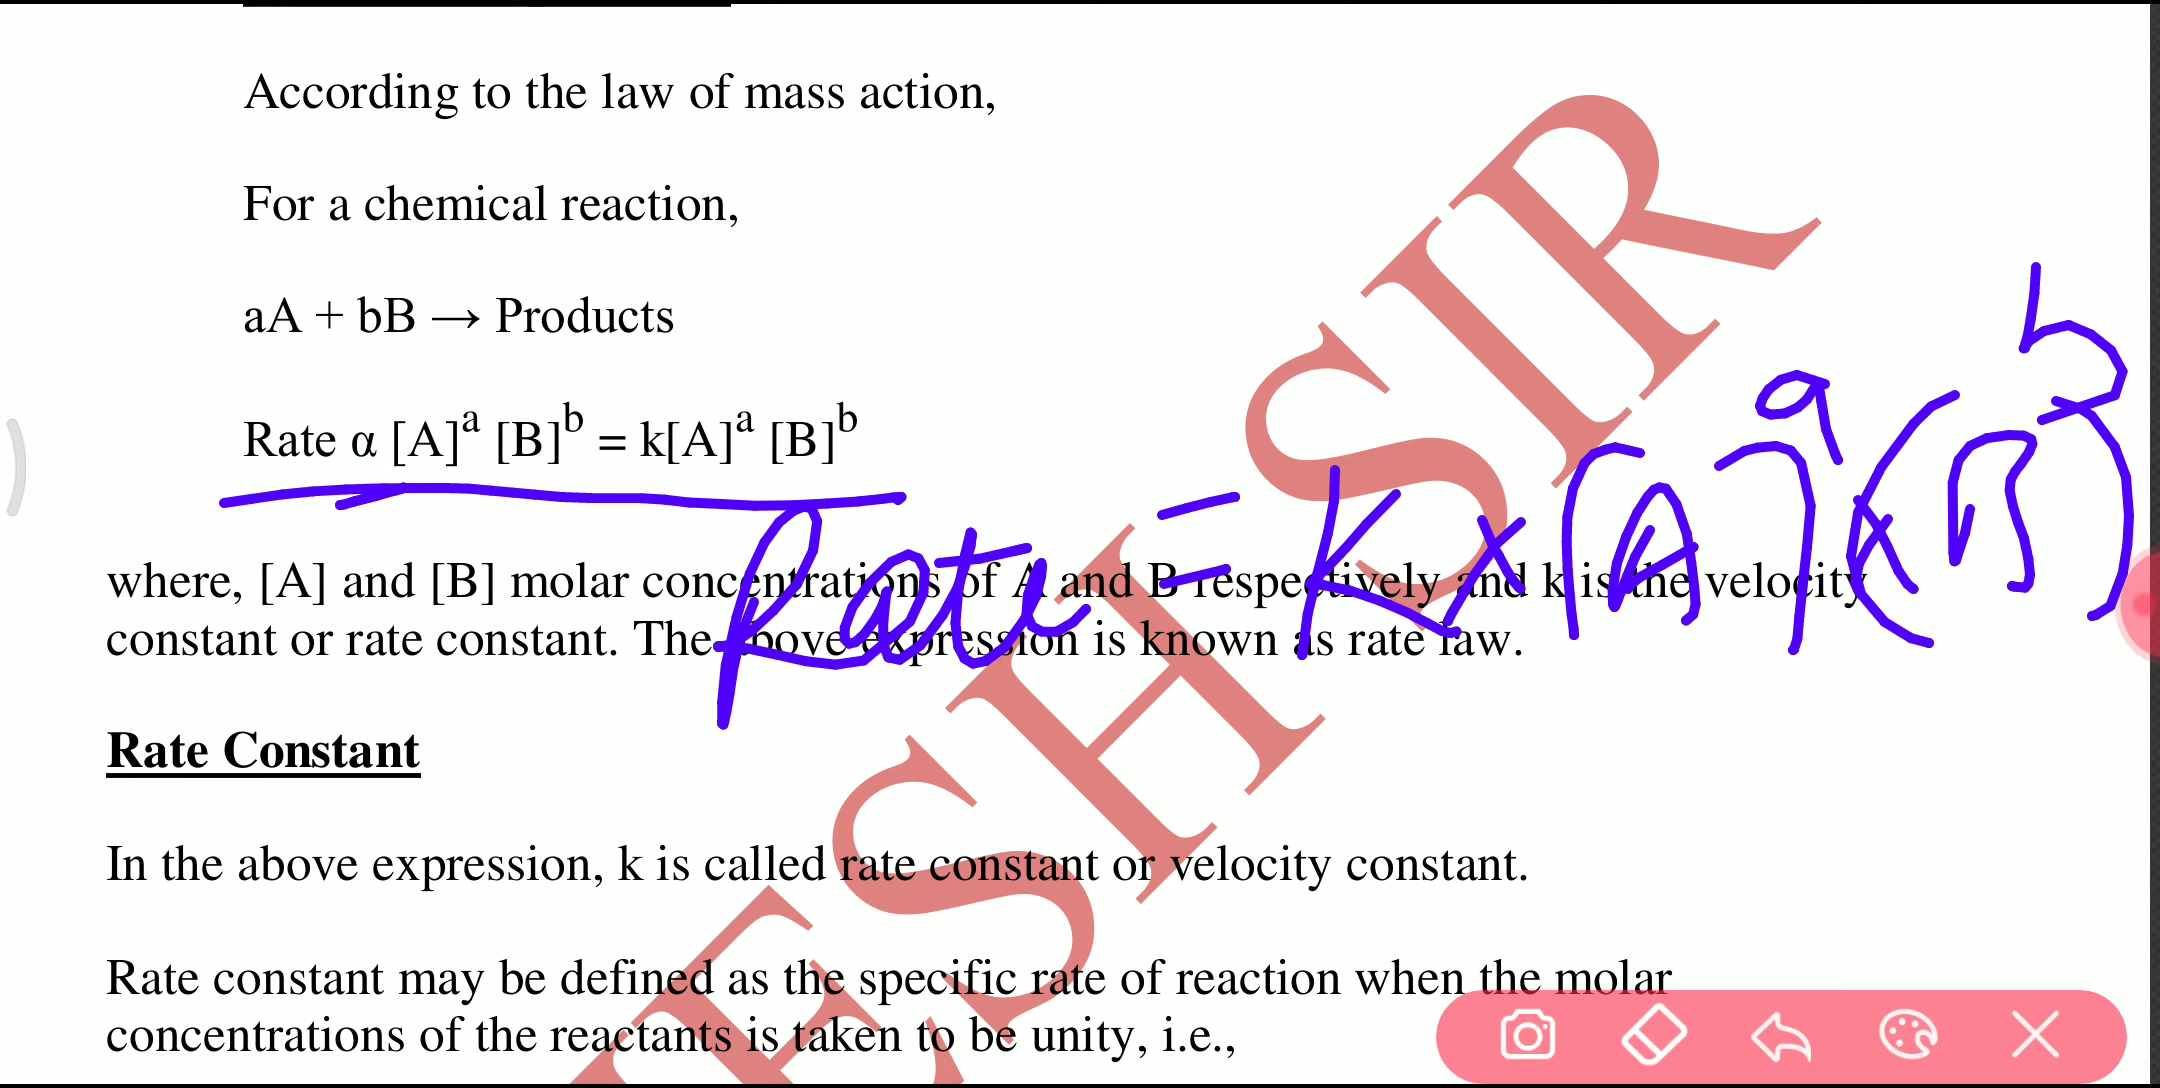 According to the law of mass action,
For a chemical reaction,
aA + bB → Products
Rate α [A]^a [B]^b = k[A]^a [B]^b
Rate = K x [A]^a x [B]^b
where, [A] and [B] molar concentrations of A and B respectively and k is the velocity
constant or rate constant. The above expression is known as rate law.
Rate Constant
In the above expression, k is called rate constant or velocity constant.
Rate constant may be defined as the specific rate of reaction when the molar
concentrations of the reactants is taken to be unity, i.e.,
ESH SIR